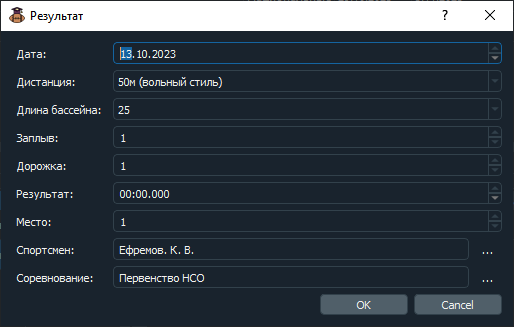 Результат
Дата: 13.10.2023
Дистанция: 50м (вольный стиль)
Длина бассейна: 25
Заплыв: 1
Дорожка: 1
Результат: 00:00.000
Место: 1
Спортсмен: Ефремов. К. В. ...
Соревнование: Первенство НСО ...
OK Cancel